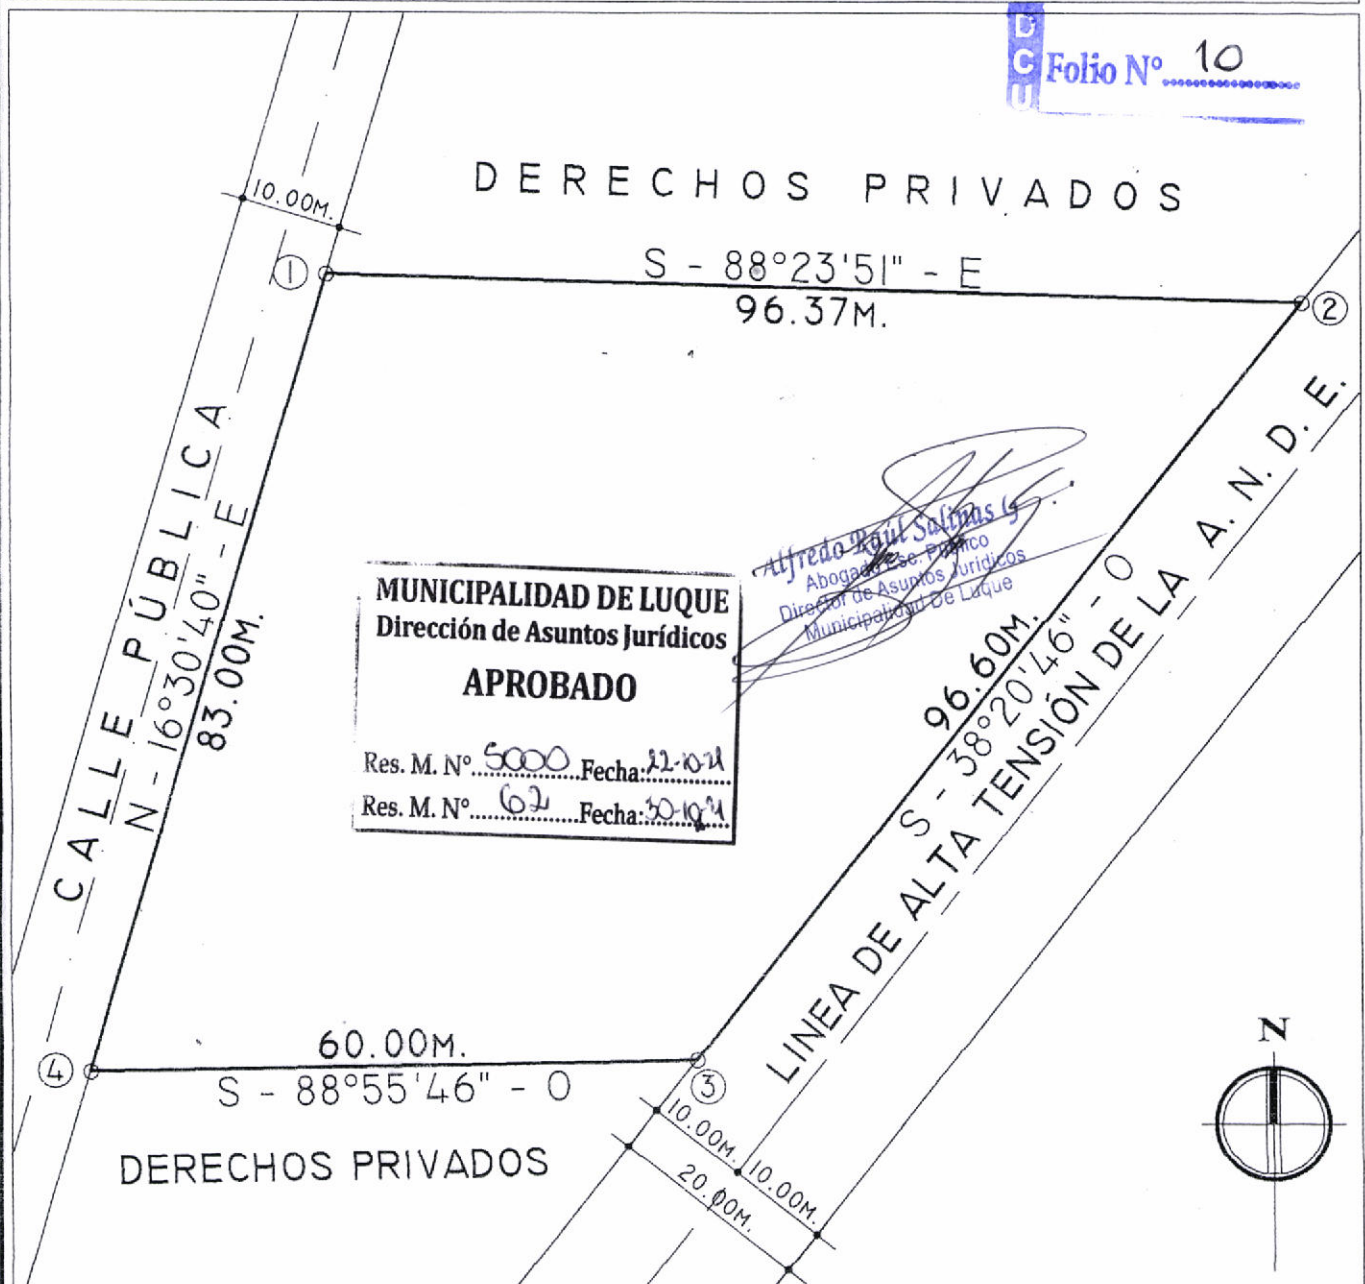 DCU
Folio Nº 10
10.00M.
DERECHOS PRIVADOS
1
S - 88°23'51" - E
96.37M.
2
CALLE PÚBLICA
N - 16°30'40" - E
83.00M.
Alfredo Raúl Salinas G
Abogado Esc. Público
Director de Asuntos Jurídicos
Municipalidad De Luque
MUNICIPALIDAD DE LUQUE
Dirección de Asuntos Jurídicos
APROBADO
Res. M. Nº 5000 Fecha: 22-10-21
Res. M. Nº 62 Fecha: 30-10-21
96.60M.
S - 38°20'46" - O
LINEA DE ALTA TENSIÓN DE LA A. N. D. E.
60.00M.
4
S - 88°55'46" - O
3
DERECHOS PRIVADOS
10.00M.
10.00M.
20.00M.
N